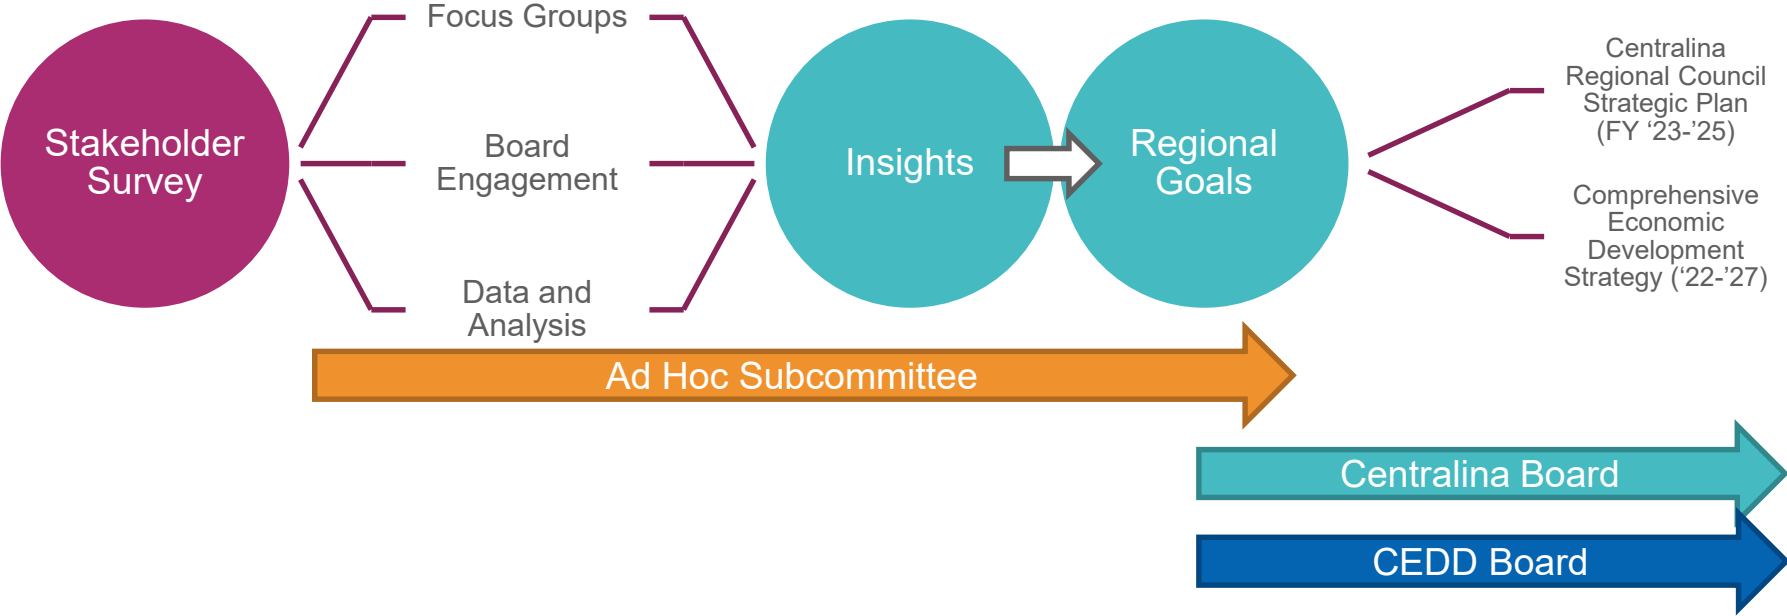 Stakeholder
Survey
Focus Groups
Board
Engagement
Data and
Analysis
Insights
Regional
Goals
Centralina
Regional Council
Strategic Plan
(FY ‘23-’25)
Comprehensive
Economic
Development
Strategy (‘22-’27)
Ad Hoc Subcommittee
Centralina Board
CEDD Board